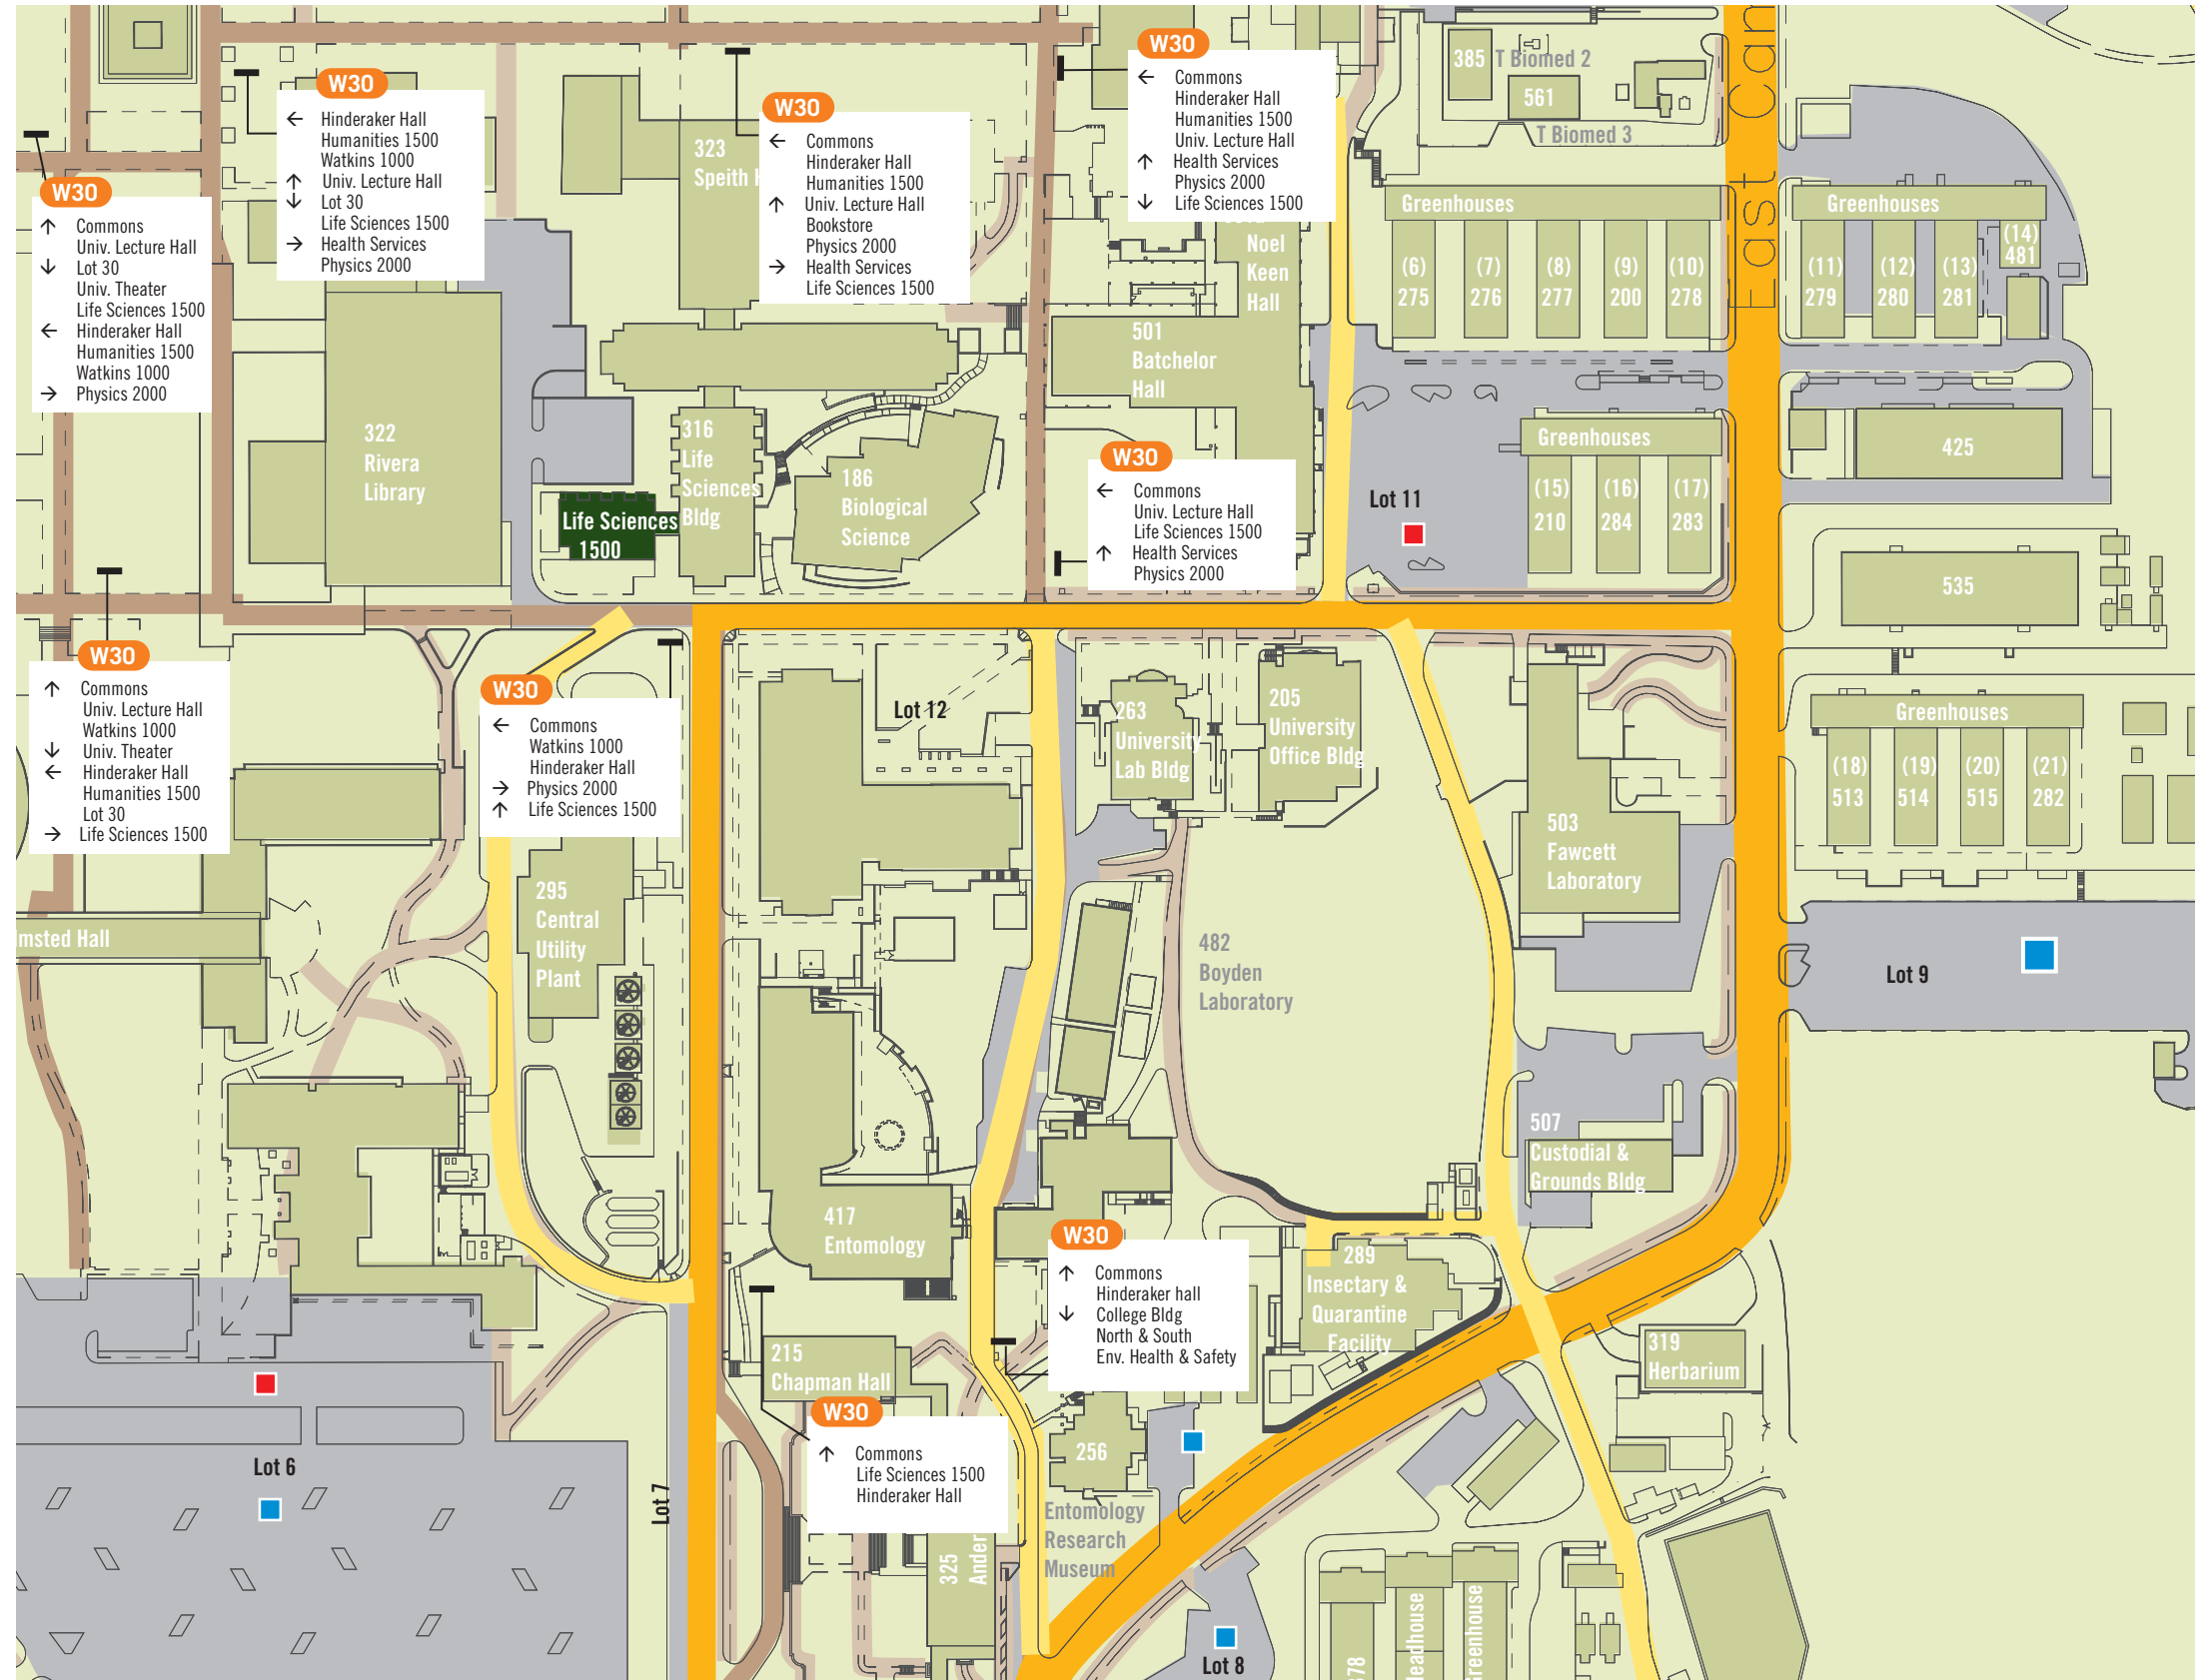 W30
← Hinderaker Hall
Humanities 1500
Watkins 1000
↑ Univ. Lecture Hall
↓ Lot 30
Life Sciences 1500
→ Health Services
Physics 2000
W30
← Commons
Hinderaker Hall
Humanities 1500
↑ Univ. Lecture Hall
Bookstore
Physics 2000
→ Health Services
Life Sciences 1500
W30
← Commons
Hinderaker Hall
Humanities 1500
Univ. Lecture Hall
↑ Health Services
Physics 2000
↓ Life Sciences 1500
W30
↑ Commons
Univ. Lecture Hall
↓ Lot 30
Univ. Theater
Life Sciences 1500
← Hinderaker Hall
Humanities 1500
Watkins 1000
→ Physics 2000
323
Speith
385 T Biomed 2
561
T Biomed 3
East
Greenhouses
(6)
275
(7)
276
(8)
277
(9)
200
(10)
278
Greenhouses
(11)
279
(12)
280
(13)
281
(14)
481
Noel
Keen
Hall
501
Batchelor
Hall
322
Rivera
Library
316
Life
Sciences
Bldg
Life Sciences
1500
186
Biological
Science
W30
← Commons
Univ. Lecture Hall
Life Sciences 1500
↑ Health Services
Physics 2000
Lot 11
Greenhouses
(15)
210
(16)
284
(17)
283
425
535
W30
↑ Commons
Univ. Lecture Hall
Watkins 1000
↓ Univ. Theater
← Hinderaker Hall
Humanities 1500
Lot 30
→ Life Sciences 1500
W30
← Commons
Watkins 1000
Hinderaker Hall
→ Physics 2000
↑ Life Sciences 1500
Lot 12
263
University
Lab Bldg
205
University
Office Bldg
Greenhouses
(18)
513
(19)
514
(20)
515
(21)
282
503
Fawcett
Laboratory
295
Central
Utility
Plant
lmsted Hall
482
Boyden
Laboratory
Lot 9
507
Custodial &
Grounds Bldg
417
Entomology
W30
↑ Commons
Hinderaker hall
↓ College Bldg
North & South
Env. Health & Safety
289
Insectary &
Quarantine
Facility
319
Herbarium
215
Chapman Hall
W30
↑ Commons
Life Sciences 1500
Hinderaker Hall
256
Entomology
Research
Museum
Lot 6
Lot 7
325
Ander
Lot 8